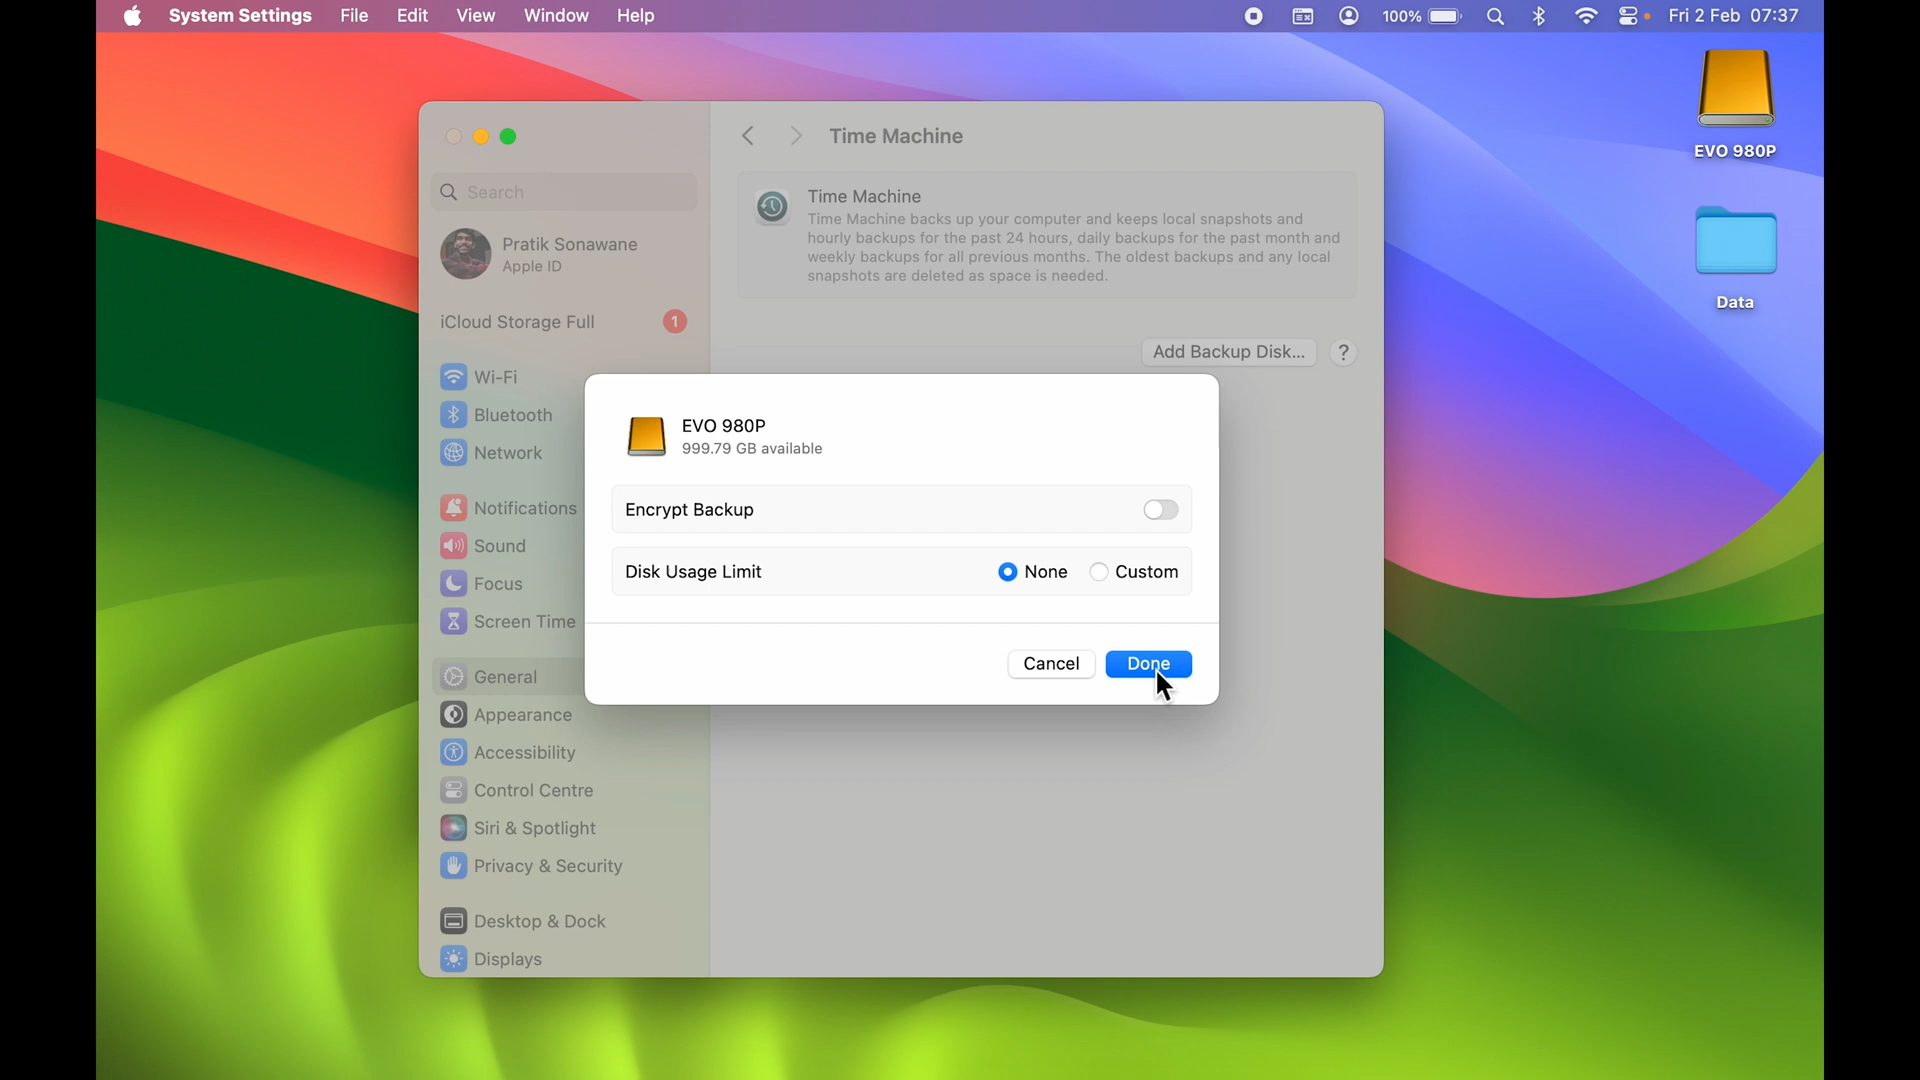 System Settings File Edit View Window Help 100% Fri 2 Feb 07:37
EVO 980P
Data
Time Machine
Search
Pratik Sonawane
Apple ID
iCloud Storage Full 1
Wi-Fi
Bluetooth
Network
Notifications
Sound
Focus
Screen Time
General
Appearance
Accessibility
Control Centre
Siri & Spotlight
Privacy & Security
Desktop & Dock
Displays
Time Machine
Time Machine backs up your computer and keeps local snapshots and
hourly backups for the past 24 hours, daily backups for the past month and
weekly backups for all previous months. The oldest backups and any local
snapshots are deleted as space is needed.
Add Backup Disk... ?
EVO 980P
999.79 GB available
Encrypt Backup
Disk Usage Limit None Custom
Cancel Done